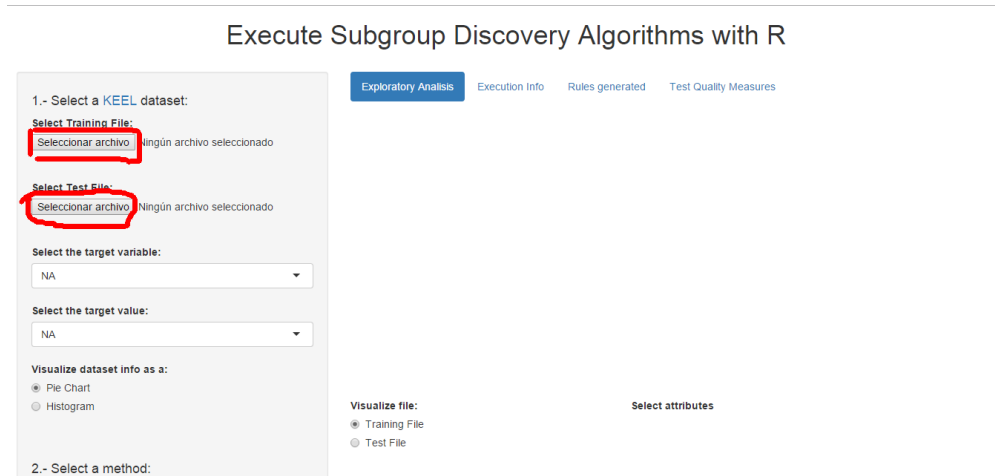 Execute Subgroup Discovery Algorithms with R
1.- Select a KEEL dataset:
Select Training File:
Seleccionar archivo Ningún archivo seleccionado
Select Test File:
Seleccionar archivo Ningún archivo seleccionado
Select the target variable:
NA
Select the target value:
NA
Visualize dataset info as a:
Pie Chart
Histogram
2.- Select a method:
Exploratory Analisis Execution Info Rules generated Test Quality Measures
Visualize file:
Training File
Test File
Select attributes